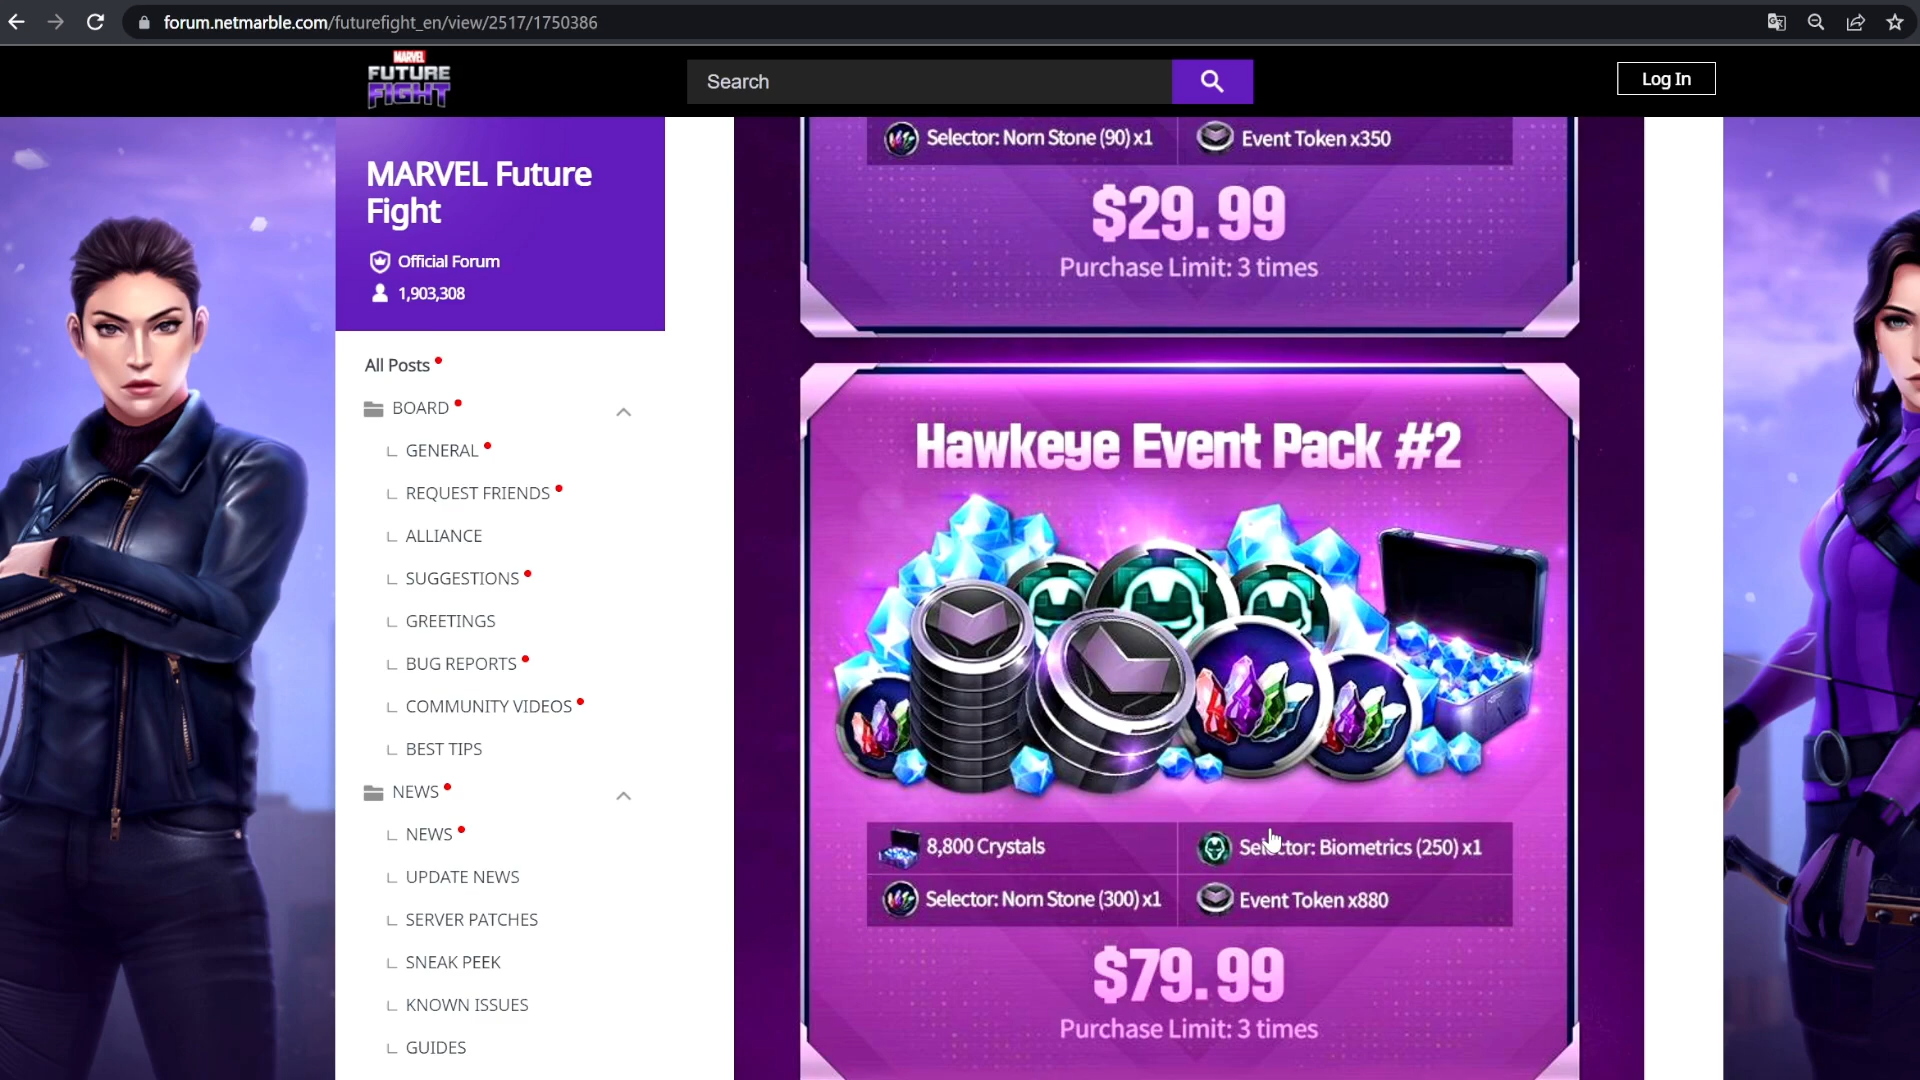 forum.netmarble.com/futurefight_en/view/2517/1750386
MARVEL
FUTURE
FIGHT
Search
Log In
MARVEL Future
Fight
Official Forum
1,903,308
All Posts
BOARD
GENERAL
REQUEST FRIENDS
ALLIANCE
SUGGESTIONS
GREETINGS
BUG REPORTS
COMMUNITY VIDEOS
BEST TIPS
NEWS
NEWS
UPDATE NEWS
SERVER PATCHES
SNEAK PEEK
KNOWN ISSUES
GUIDES
Selector: Norn Stone (90) x1
Event Token x350
$29.99
Purchase Limit: 3 times
Hawkeye Event Pack #2
8,800 Crystals
Selector: Biometrics (250) x1
Selector: Norn Stone (300) x1
Event Token x880
$79.99
Purchase Limit: 3 times